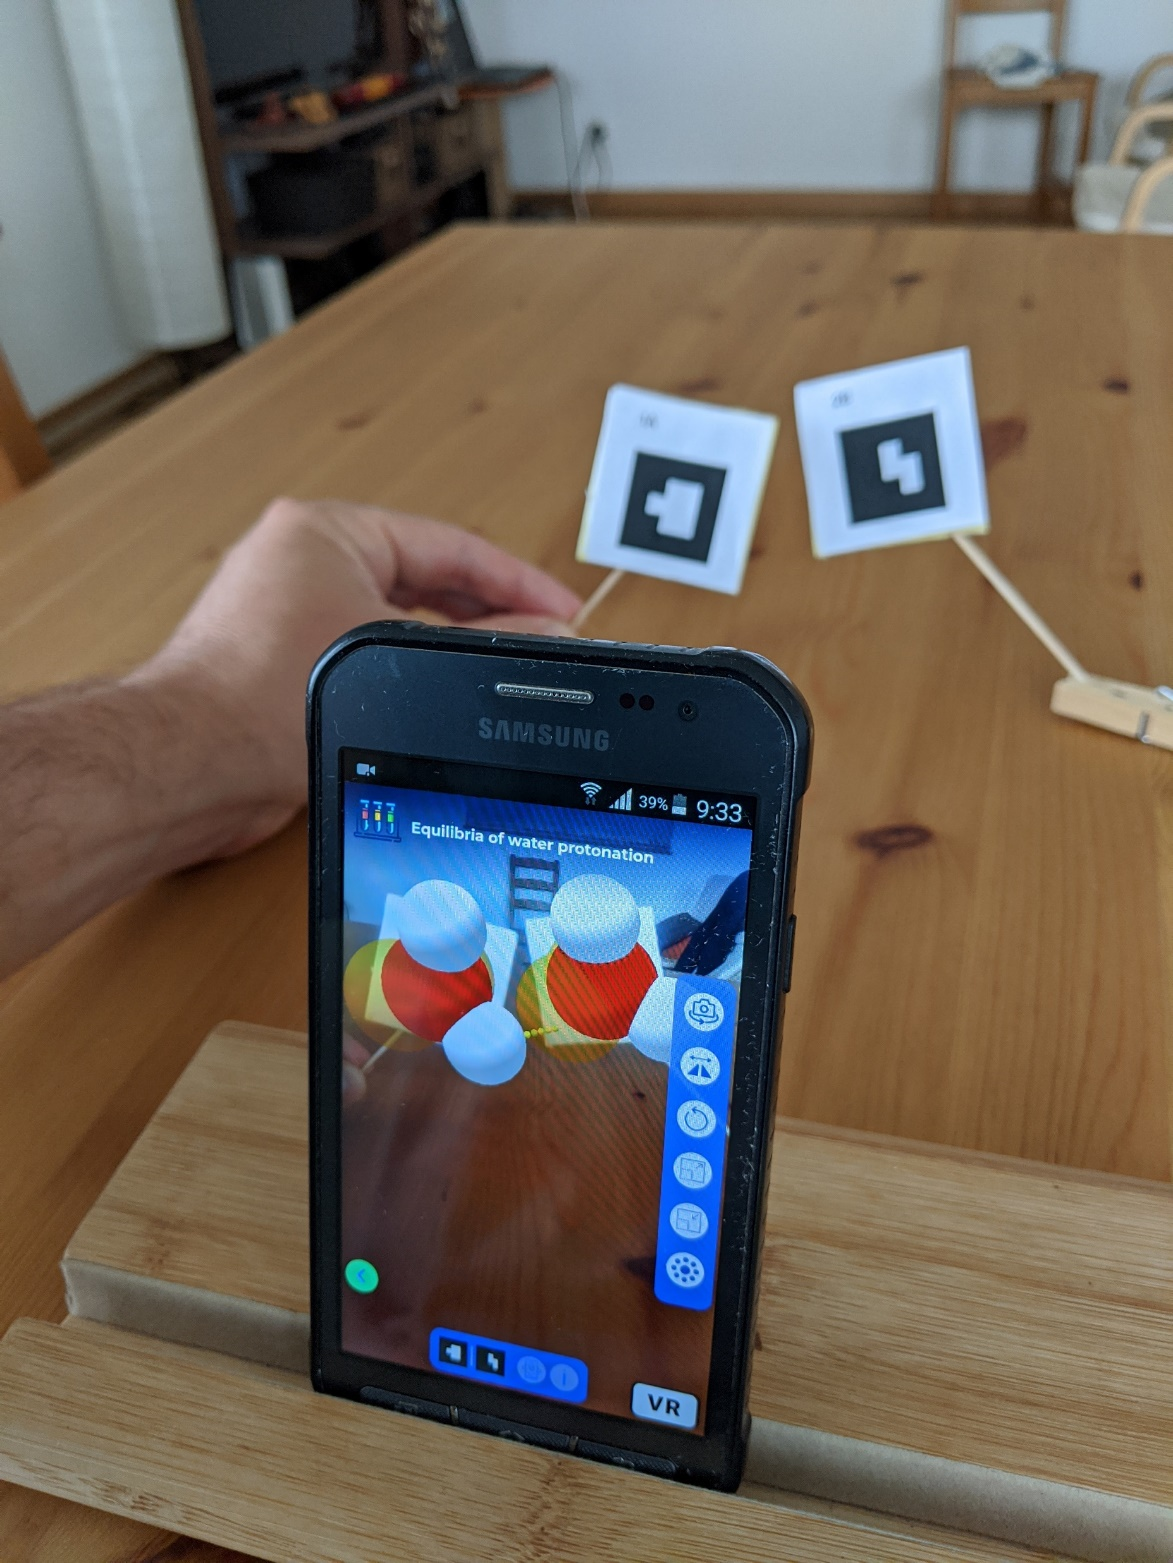 SAMSUNG
39% 9:33
Equilibria of water protonation
VR